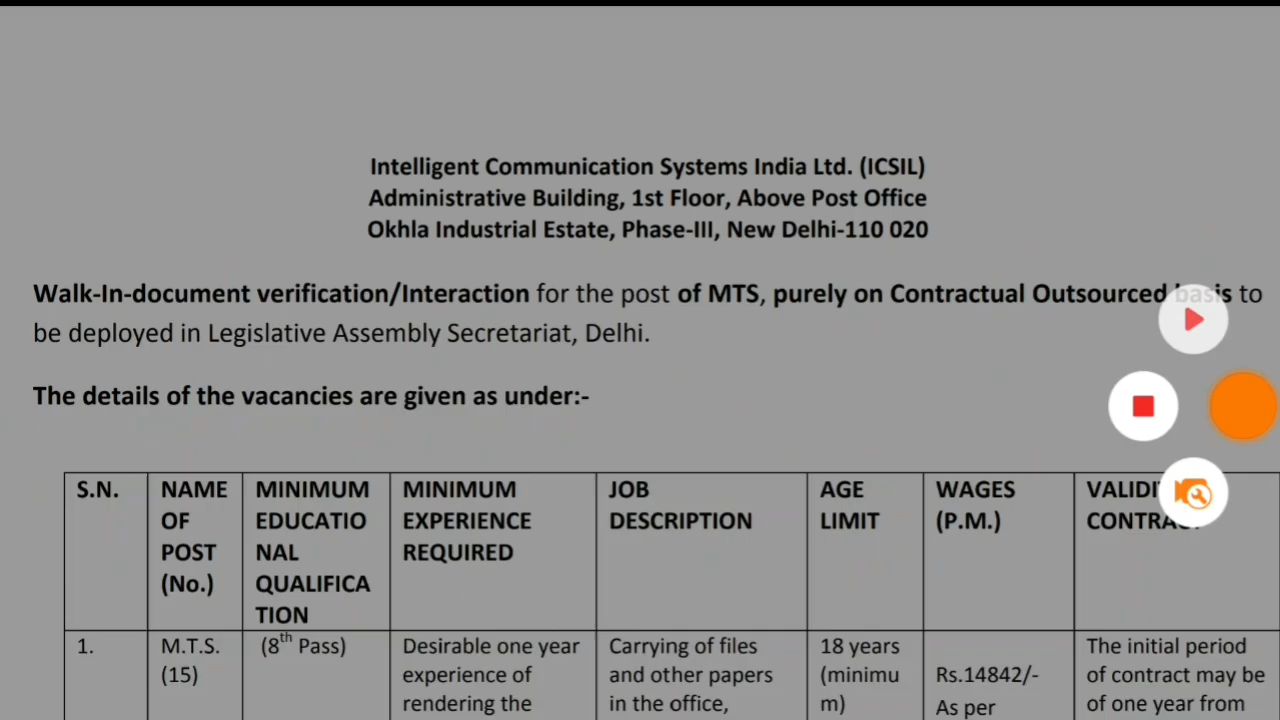 Intelligent Communication Systems India Ltd. (ICSIL)
Administrative Building, 1st Floor, Above Post Office
Okhla Industrial Estate, Phase-III, New Delhi-110 020
Walk-In-document verification/Interaction for the post of MTS, purely on Contractual Outsourced basis to
be deployed in Legislative Assembly Secretariat, Delhi.
The details of the vacancies are given as under:-
S.N.
NAME
OF
POST
(No.)
MINIMUM
EDUCATIO
NAL
QUALIFICA
TION
MINIMUM
EXPERIENCE
REQUIRED
JOB
DESCRIPTION
AGE
LIMIT
WAGES
(P.M.)
CONTRACT
1.
M.T.S.
(15)
(8th Pass)
Desirable one year
experience of
rendering the
Carrying of files
and other papers
in the office,
18 years
(minimu
m)
Rs.14842/-
As per
The initial period
of contract may be
of one year from